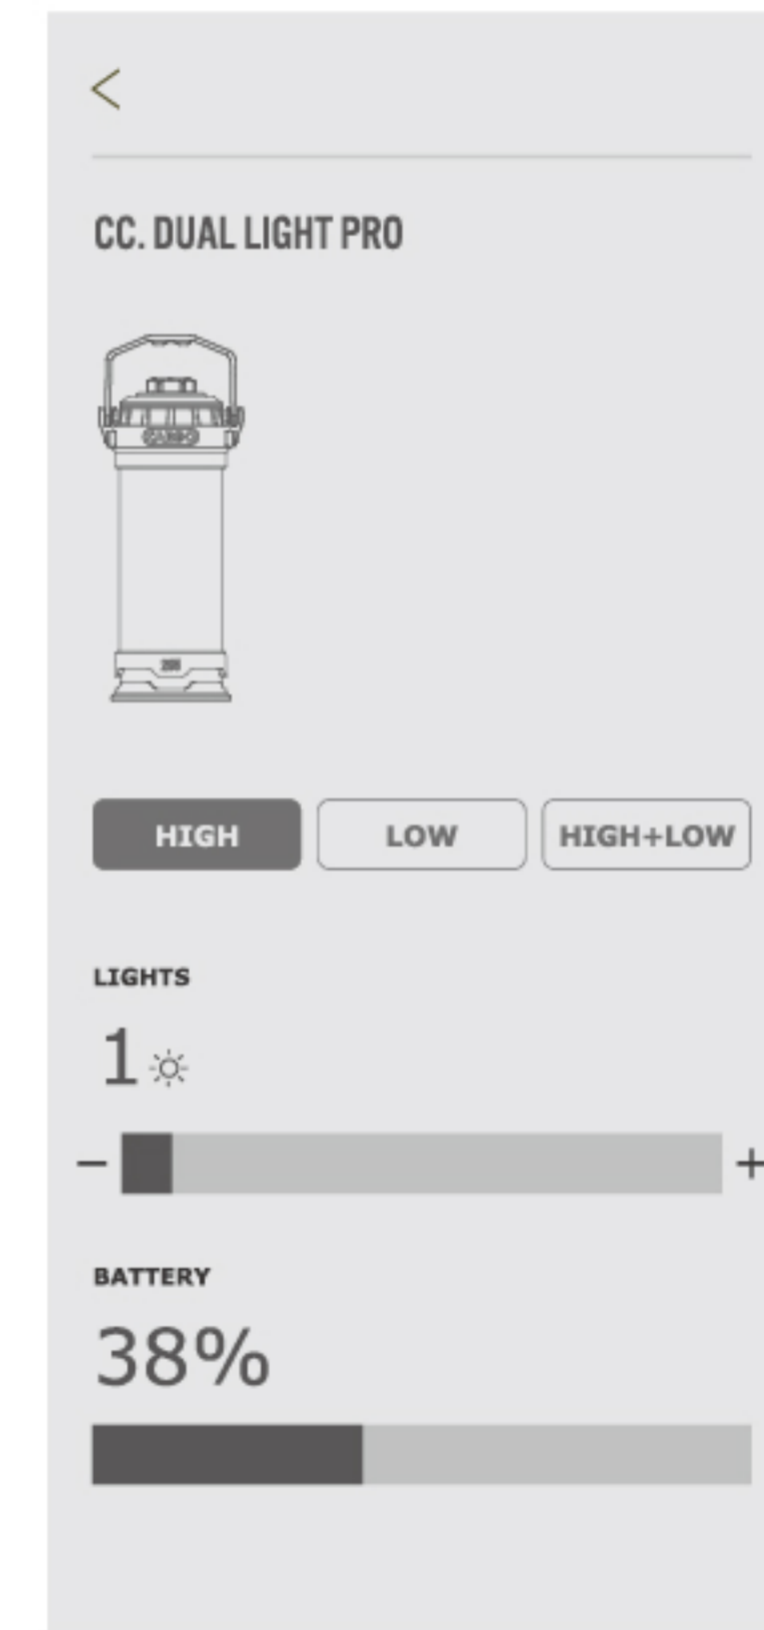 <
CC. DUAL LIGHT PRO
HIGH LOW HIGH+LOW
LIGHTS
1
− +
BATTERY
38%